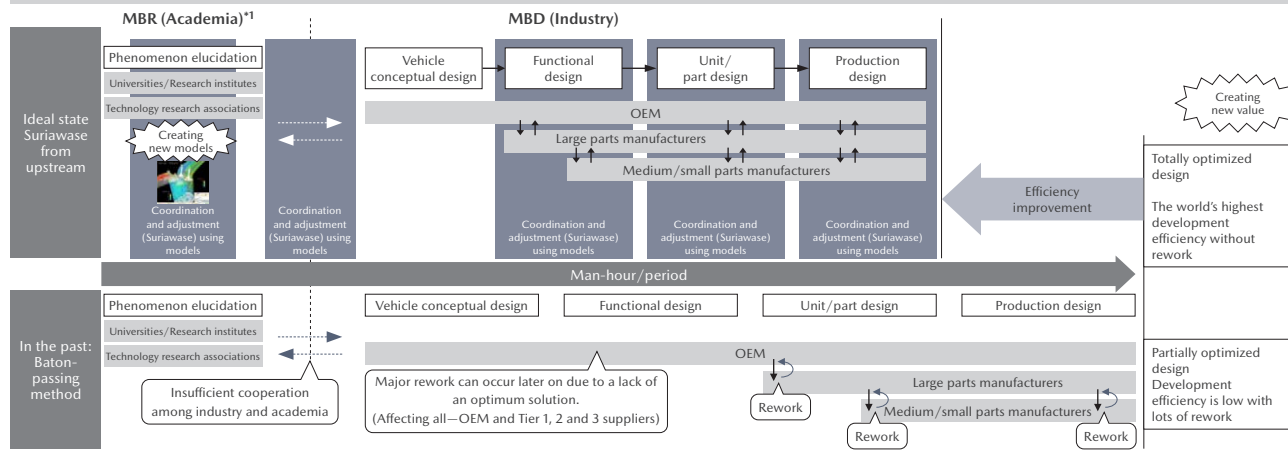 MBR (Academia)*1
MBD (Industry)
Ideal state
Suriawase
from
upstream
Phenomenon elucidation
Universities/Research institutes
Technology research associations
Creating
new models
Coordination
and adjustment
(Suriawase) using
models
Coordination
and adjustment
(Suriawase) using
models
Vehicle
conceptual design
Functional
design
Unit/
part design
Production
design
OEM
Large parts manufacturers
Medium/small parts manufacturers
Coordination and
adjustment (Suriawase)
using models
Coordination and
adjustment (Suriawase)
using models
Coordination and
adjustment (Suriawase)
using models
Efficiency
improvement
Creating
new value
Totally optimized
design
The world's highest
development
efficiency without
rework
Man-hour/period
In the past:
Baton-
passing
method
Phenomenon elucidation
Universities/Research institutes
Technology research associations
Insufficient cooperation
among industry and academia
Vehicle conceptual design
Functional design
Unit/part design
Production design
OEM
Major rework can occur later on due to a lack of
an optimum solution.
(Affecting all—OEM and Tier 1, 2 and 3 suppliers)
Large parts manufacturers
Rework
Medium/small parts manufacturers
Rework
Rework
Partially optimized
design
Development
efficiency is low with
lots of rework